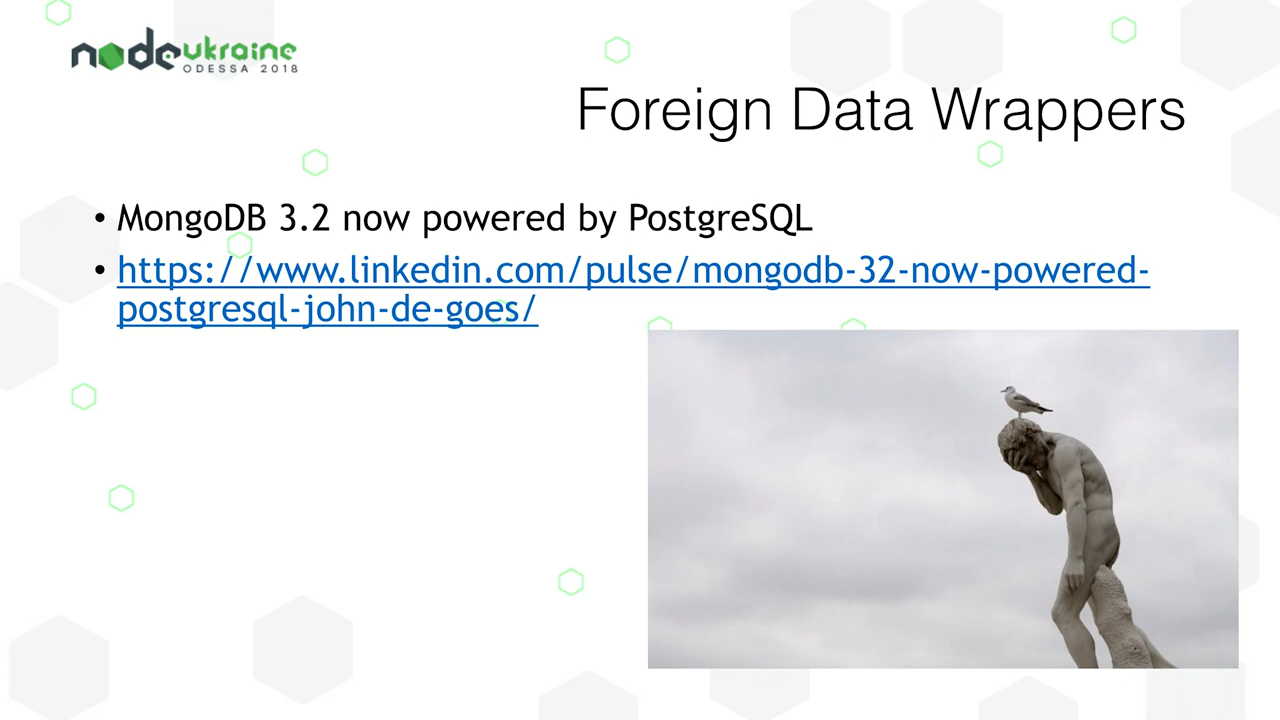 nodeukraine
ODESSA 2018
Foreign Data Wrappers
• MongoDB 3.2 now powered by PostgreSQL
• https://www.linkedin.com/pulse/mongodb-32-now-powered-
postgresql-john-de-goes/